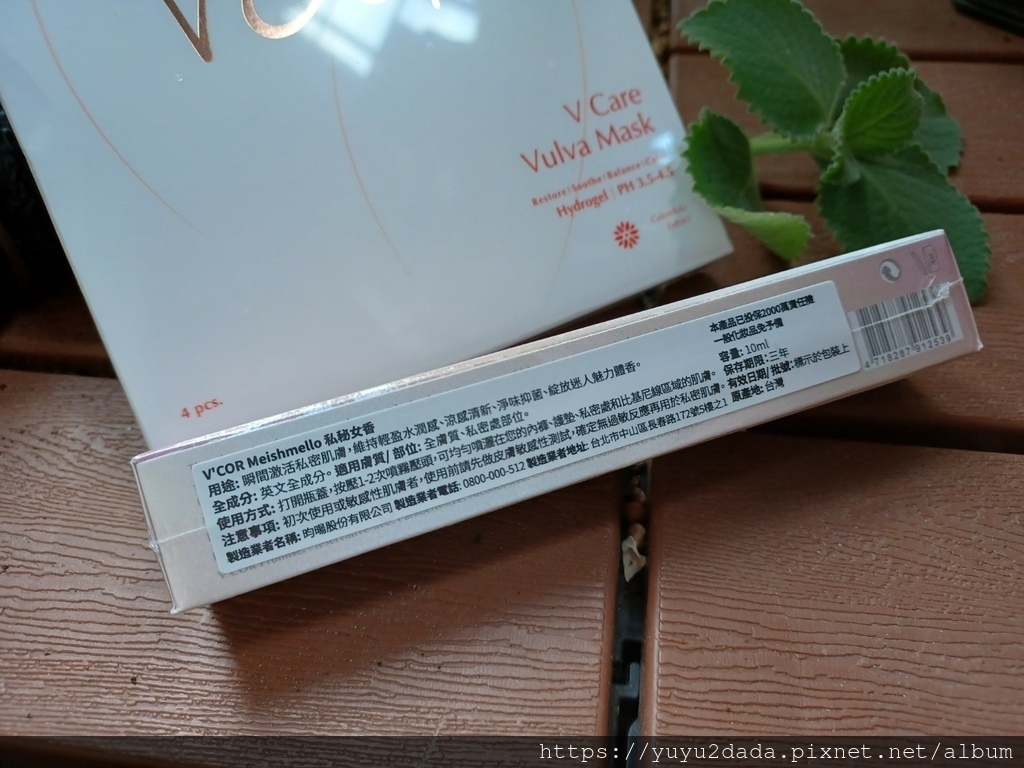 V Care
Vulva Mask
Restore | Soothe | Balance |
Hydrogel | PH 3.5-4.5
Calendula
Extract
4 pcs.
V'COR Meishmello 私秘女香
用途: 瞬間激活私密肌膚，維持輕盈水潤感、涼感清新、淨味抑菌、綻放迷人魅力體香。
全成分: 英文全成分。適用膚質/ 部位: 全膚質、私密處部位。
使用方式: 打開瓶蓋，按壓1-2次噴霧壓頭，可均勻噴灑在您的內褲、護墊、私密處和比基尼線區域的肌膚。
注意事項: 初次使用或敏感性肌膚者，使用前請先做皮膚敏感性測試，確定無過敏反應再用於私密肌膚。
製造業者名稱: 昀暘股份有限公司 製造業者電話: 0800-000-512 製造業者地址: 台北市中山區長春路172號5樓之1
本產品已投保2000萬責任險
一般化妝品免予備
容量: 10ml
保存期限: 三年
有效日期/ 批號: 標示於包裝上
原產地: 台灣
4718287912539
https://yuyu2dada.pixnet.net/album